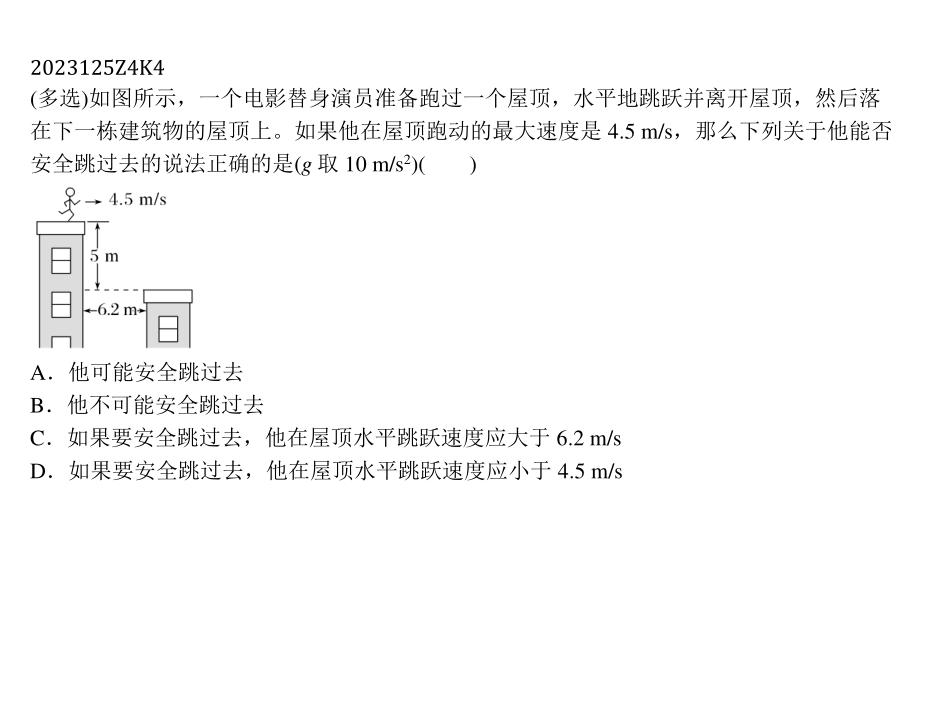 2023125Z4K4
(多选)如图所示，一个电影替身演员准备跑过一个屋顶，水平地跳跃并离开屋顶，然后落
在下一栋建筑物的屋顶上。如果他在屋顶跑动的最大速度是 4.5 m/s，那么下列关于他能否
安全跳过去的说法正确的是(g 取 10 m/s²)(　　)
4.5 m/s
5 m
6.2 m
A．他可能安全跳过去
B．他不可能安全跳过去
C．如果要安全跳过去，他在屋顶水平跳跃速度应大于 6.2 m/s
D．如果要安全跳过去，他在屋顶水平跳跃速度应小于 4.5 m/s